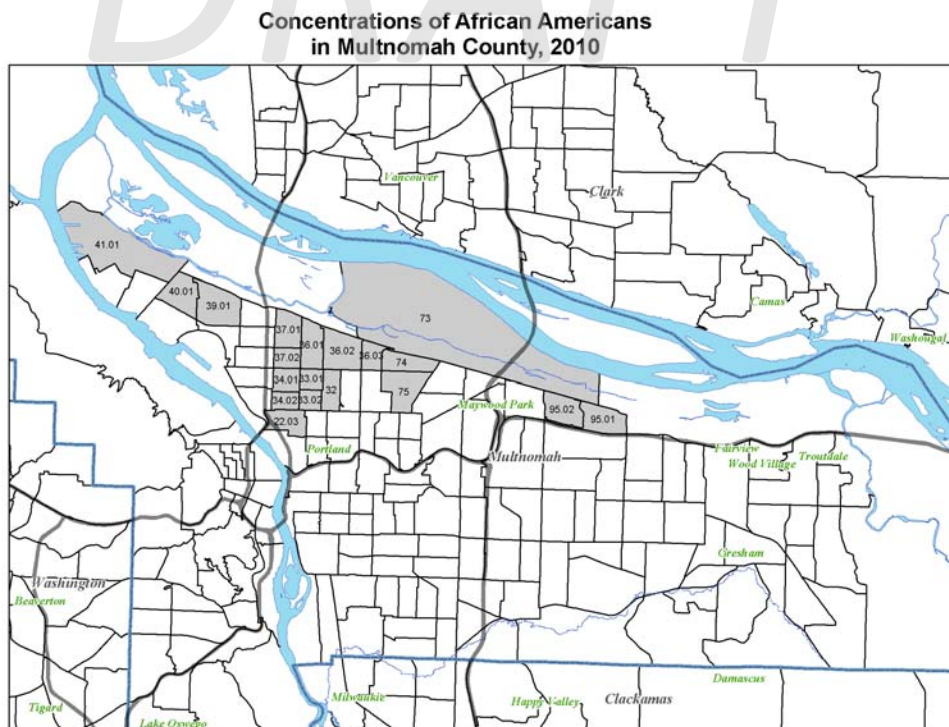 DRAFT
Concentrations of African Americans
in Multnomah County, 2010
Vancouver
Clark
41.01
40.01
39.01
73
Camas
Washougal
37.01
36.01
36.02
36.03
74
37.02
34.01
33.01
32
75
34.02
33.02
22.03
Maywood Park
95.02
95.01
Portland
Multnomah
Fairview
Wood Village
Troutdale
Gresham
Washington
Beaverton
Milwaukie
Happy Valley
Clackamas
Damascus
Tigard
Lake Oswego